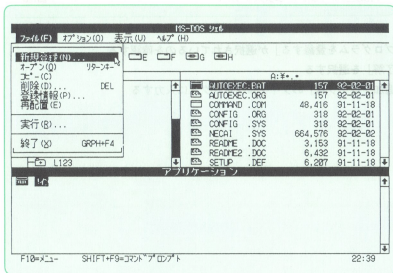 MS-DOS シェル
ファイル(F) オプション(O) 表示(U) ヘルプ(H)
新規登録(N)...
オープン(O) リターンキー
コピー(C)
削除(D)... DEL
登録情報(P)...
再配置(E)
実行(R)...
終了(X) GRPH+F4
E F G H
A:¥*.*
AUTOEXEC.BAT 157 92-02-01
AUTOEXEC.ORG 157 92-02-01
COMMAND .COM 48,416 91-11-18
CONFIG .ORG 318 92-02-01
CONFIG .SYS 318 92-02-01
NECAI .SYS 664,576 92-02-02
README .DOC 3,153 91-11-18
README2 .DOC 6,432 91-11-18
SETUP .DEF 6,207 91-11-18
L123
アプリケーション
F10=メニュー SHIFT+F9=コマンドプロンプト 22:39